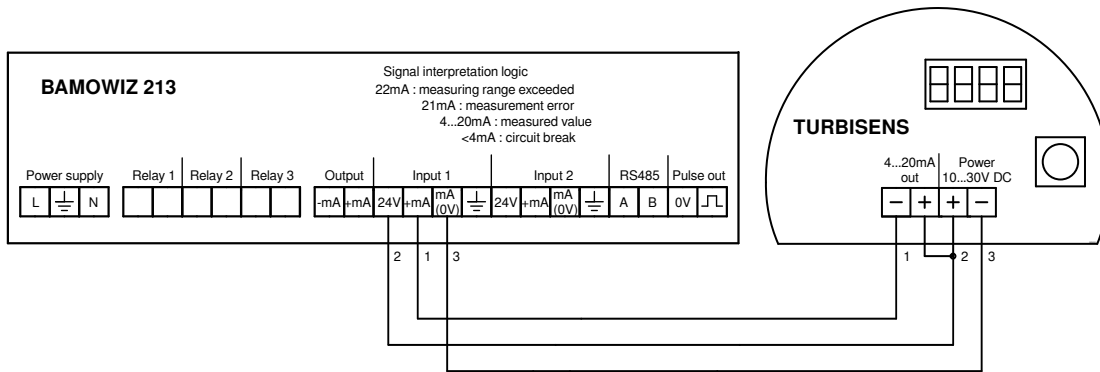 BAMOWIZ 213
Signal interpretation logic
22mA : measuring range exceeded
21mA : measurement error
4...20mA : measured value
<4mA : circuit break
Power supply Relay 1 Relay 2 Relay 3 Output Input 1 Input 2 RS485 Pulse out
L N -mA +mA 24V +mA mA (0V) 24V +mA mA (0V) A B 0V
2 1 3
TURBISENS
4...20mA out
Power 10...30V DC
− + + −
1 2 3